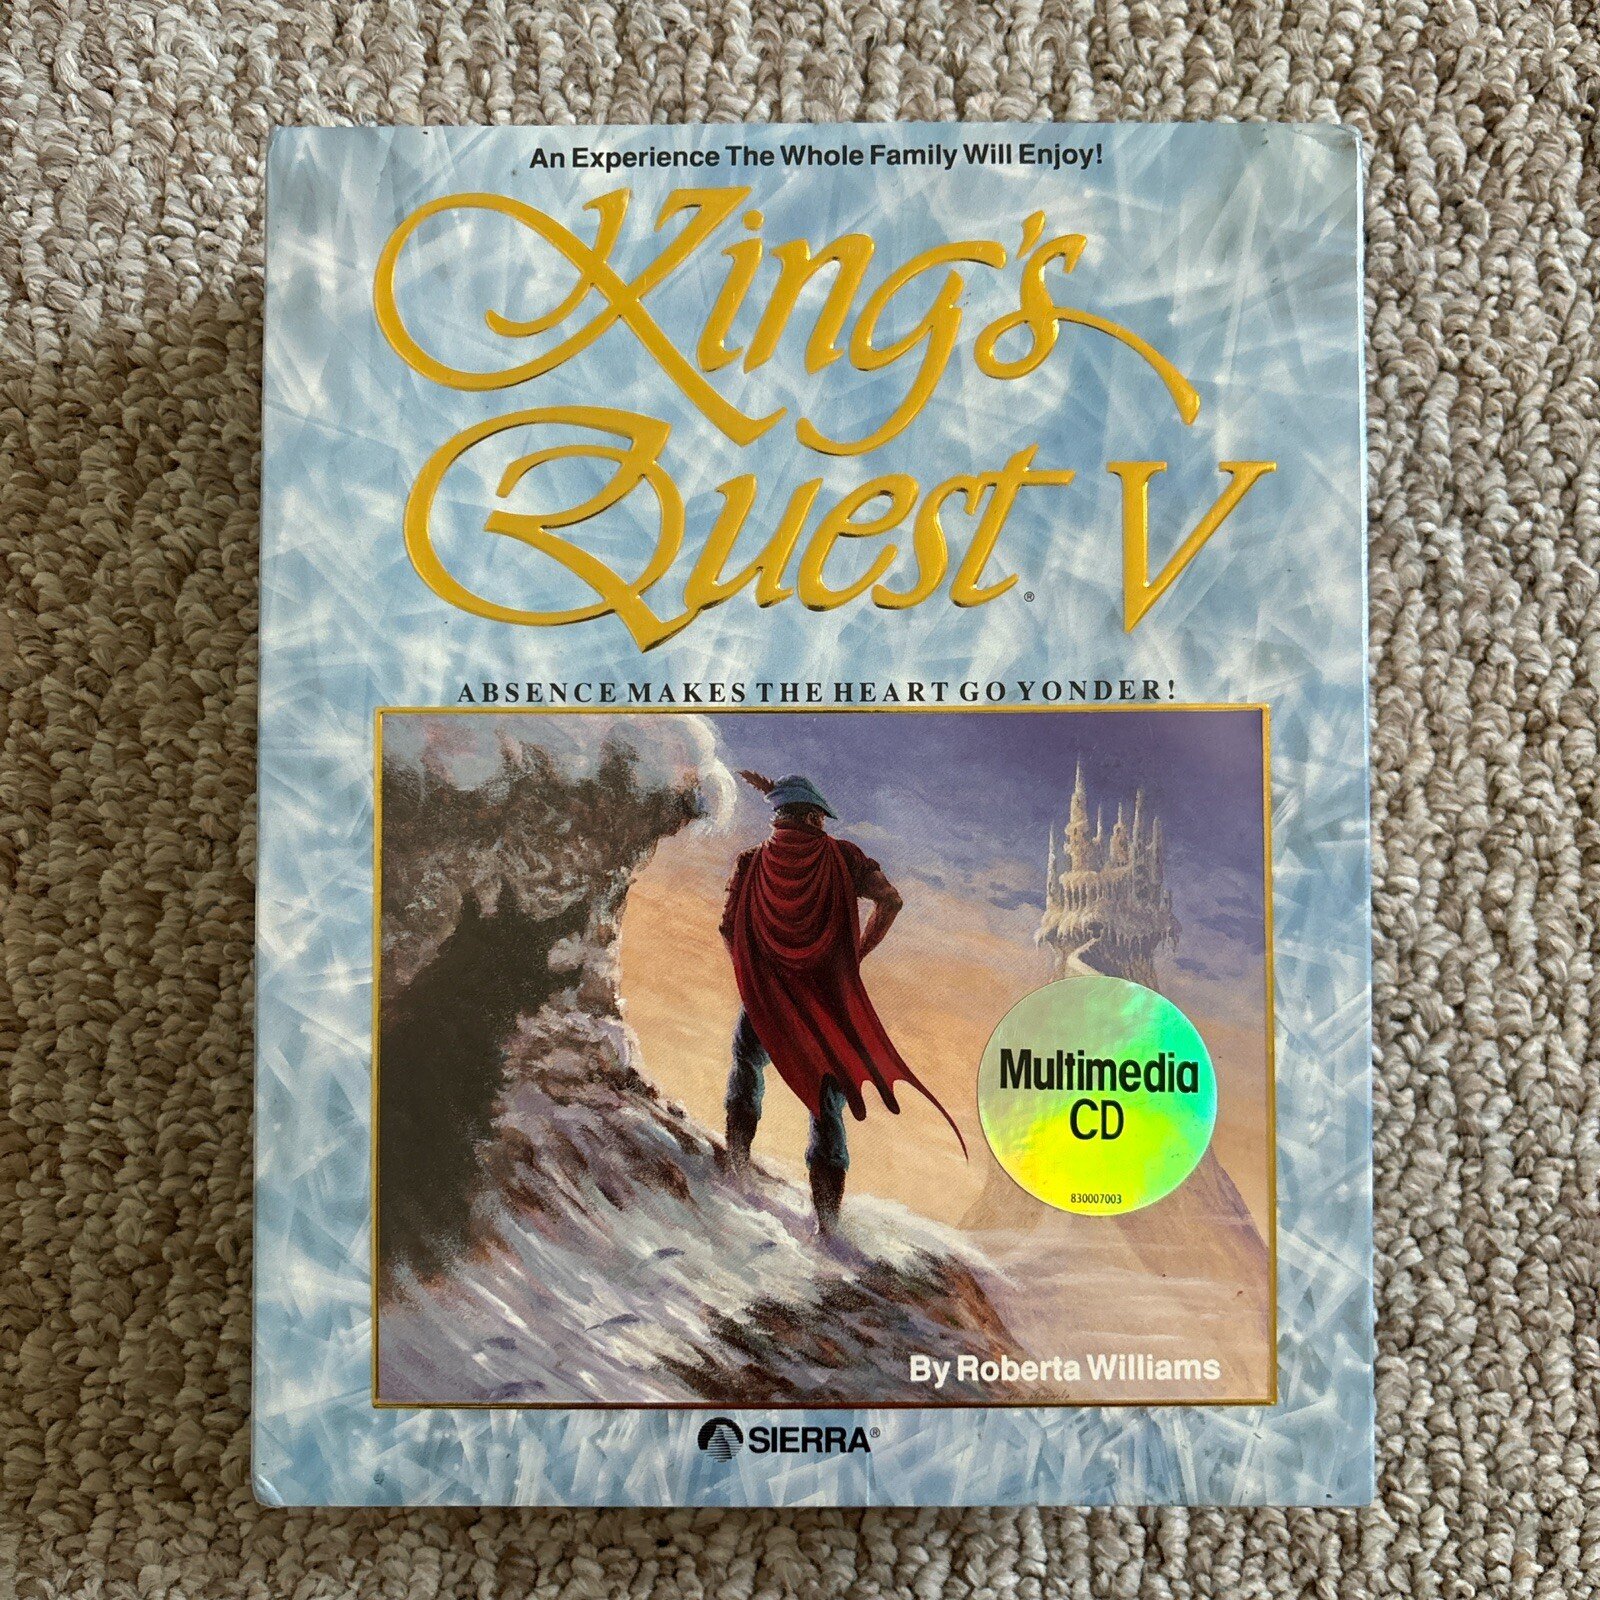 An Experience The Whole Family Will Enjoy!
King's
Quest V
®
ABSENCE MAKES THE HEART GO YONDER!
Multimedia
CD
830007003
By Roberta Williams
SIERRA®